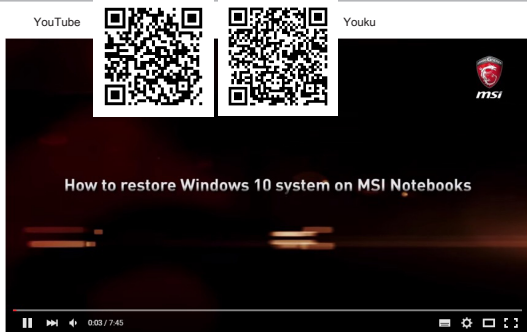 YouTube
Youku
msi
How to restore Windows 10 system on MSI Notebooks
0:03 / 7:45